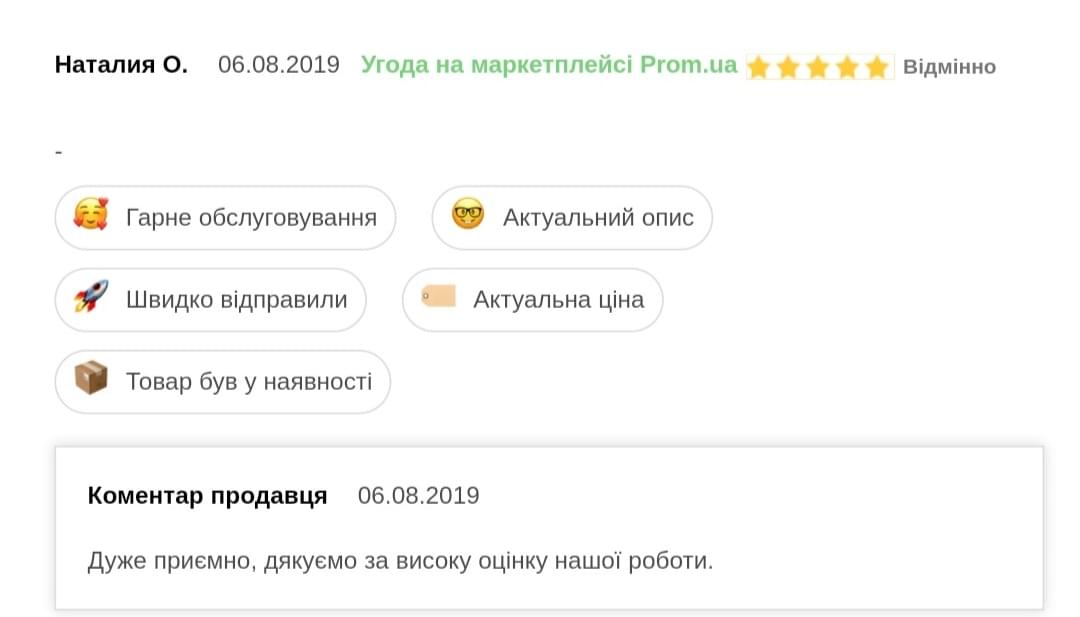 Наталия О. 06.08.2019 Угода на маркетплейсі Prom.ua Відмінно
-
Гарне обслуговування Актуальний опис
Швидко відправили Актуальна ціна
Товар був у наявності
Коментар продавця 06.08.2019
Дуже приємно, дякуємо за високу оцінку нашої роботи.